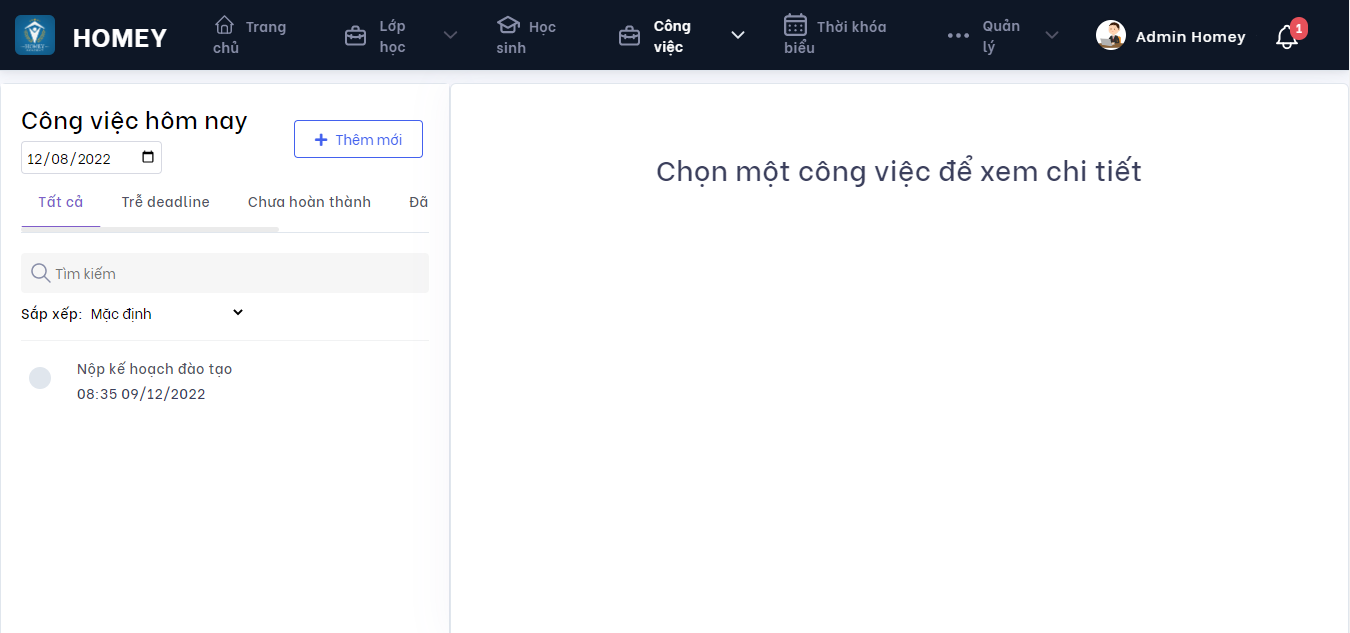 HOMEY
Trang chủ
Lớp học
Học sinh
Công việc
Thời khóa biểu
Quản lý
Admin Homey
1
Công việc hôm nay
12/08/2022
Thêm mới
Tất cả
Trễ deadline
Chưa hoàn thành
Đã
Tìm kiếm
Sắp xếp: Mặc định
Nộp kế hoạch đào tạo
08:35 09/12/2022
Chọn một công việc để xem chi tiết